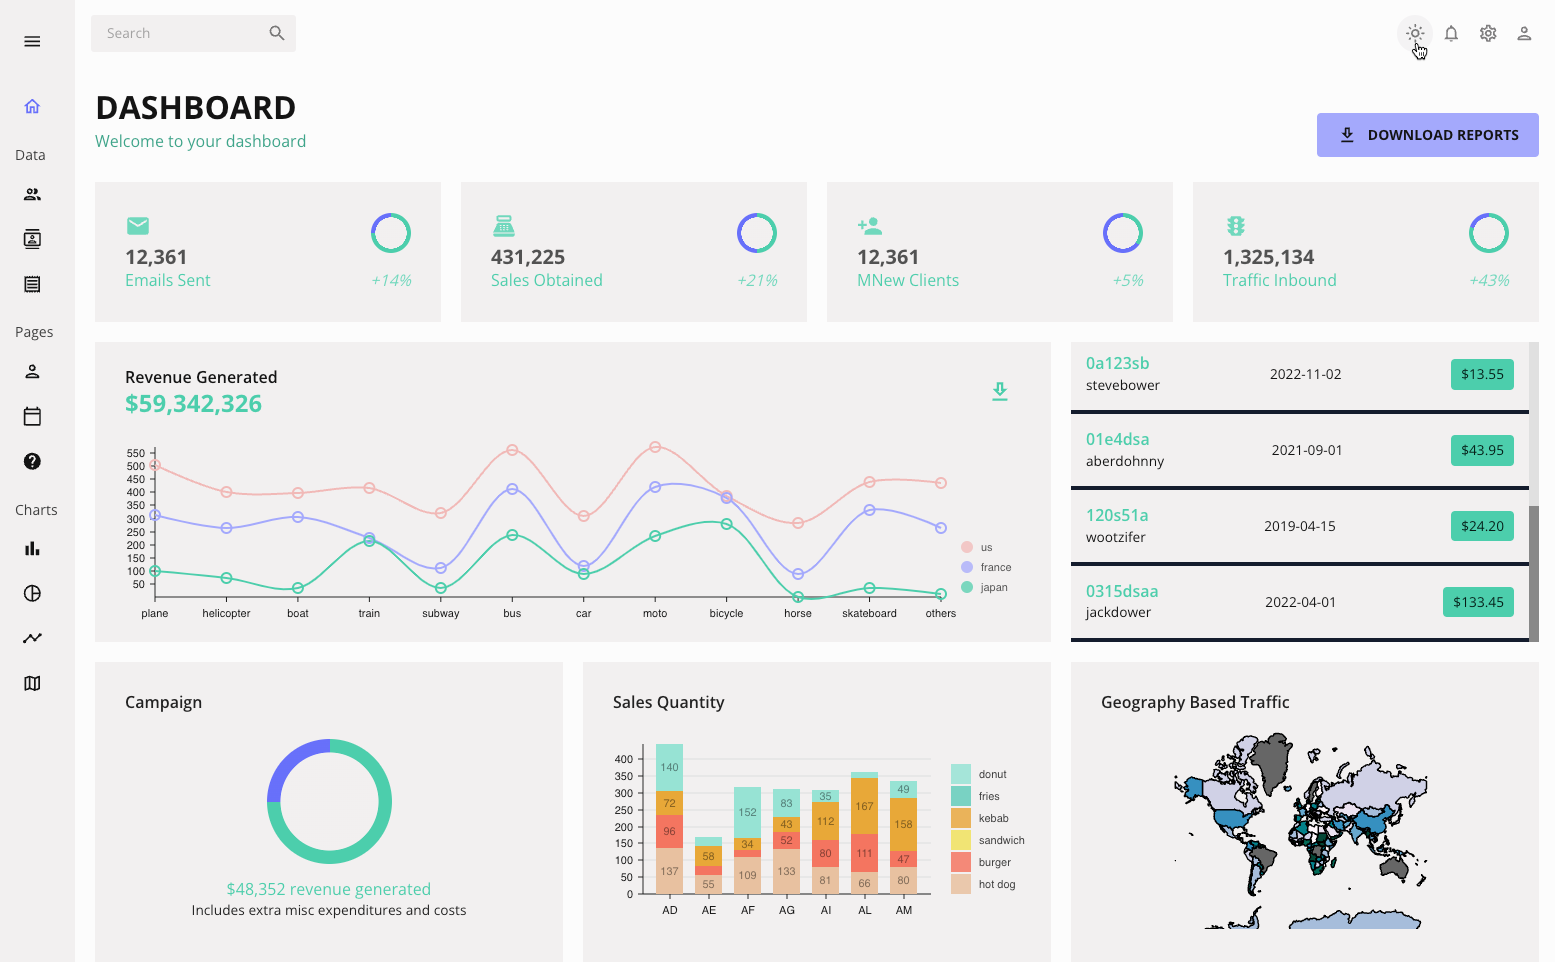 Search
DASHBOARD
Welcome to your dashboard
DOWNLOAD REPORTS
Data
Pages
Charts
12,361
Emails Sent
+14%
431,225
Sales Obtained
+21%
12,361
MNew Clients
+5%
1,325,134
Traffic Inbound
+43%
Revenue Generated
$59,342,326
550
500
450
400
350
300
250
200
150
100
50
plane helicopter boat train subway bus car moto bicycle horse skateboard others
us
france
japan
0a123sb
stevebower
2022-11-02
$13.55
01e4dsa
aberdohnny
2021-09-01
$43.95
120s51a
wootzifer
2019-04-15
$24.20
0315dsaa
jackdower
2022-04-01
$133.45
Campaign
$48,352 revenue generated
Includes extra misc expenditures and costs
Sales Quantity
400
350
300
250
200
150
100
50
0
140
72
96
137
58
55
152
34
109
83
43
52
133
35
112
80
81
167
111
66
49
158
47
80
AD AE AF AG AI AL AM
donut
fries
kebab
sandwich
burger
hot dog
Geography Based Traffic